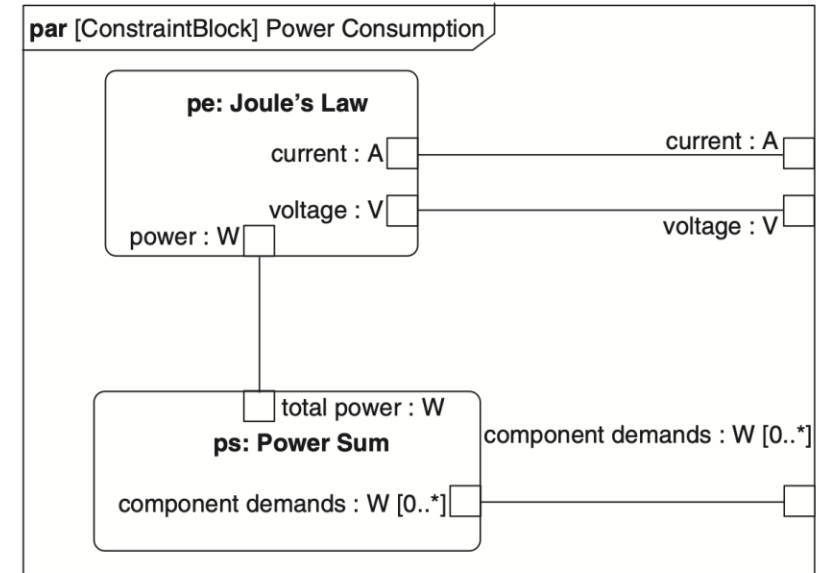 par [ConstraintBlock] Power Consumption
pe: Joule’s Law
current : A
current : A
voltage : V
voltage : V
power : W
total power : W
ps: Power Sum
component demands : W [0..*]
component demands : W [0..*]